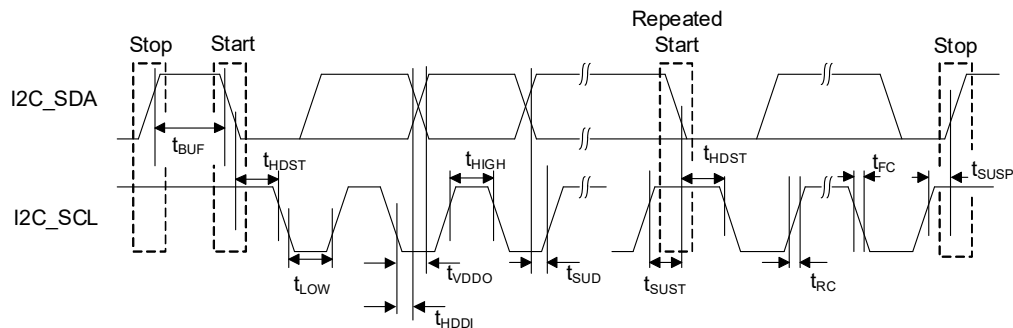 Repeated
Stop Start Start Stop
I2C_SDA
tBUF
tHDST tHIGH tHDST tFC tSUSP
I2C_SCL
tLOW tVDDO tSUD tSUST tRC
tHDDI